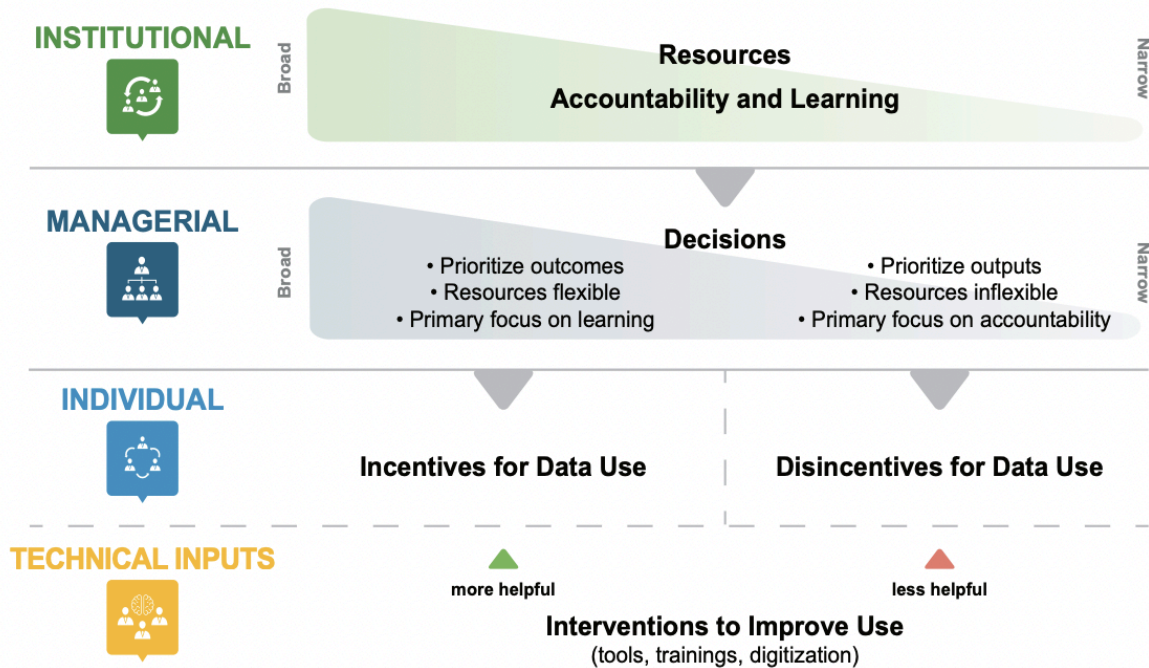 INSTITUTIONAL
Broad
Resources
Accountability and Learning
Narrow
MANAGERIAL
Broad
Decisions
• Prioritize outcomes
• Resources flexible
• Primary focus on learning
• Prioritize outputs
• Resources inflexible
• Primary focus on accountability
Narrow
INDIVIDUAL
Incentives for Data Use
Disincentives for Data Use
TECHNICAL INPUTS
more helpful
less helpful
Interventions to Improve Use
(tools, trainings, digitization)